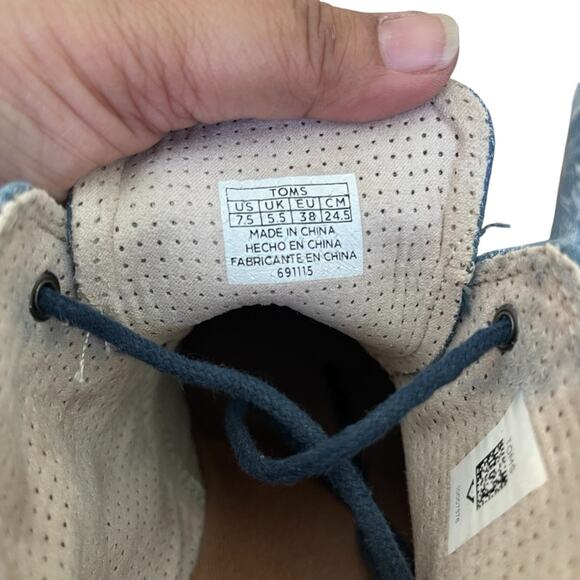 TOMS
US UK EU CM
7.5 5.5 38 24.5
MADE IN CHINA
HECHO EN CHINA
FABRICANTE EN CHINA
691115
TOMS